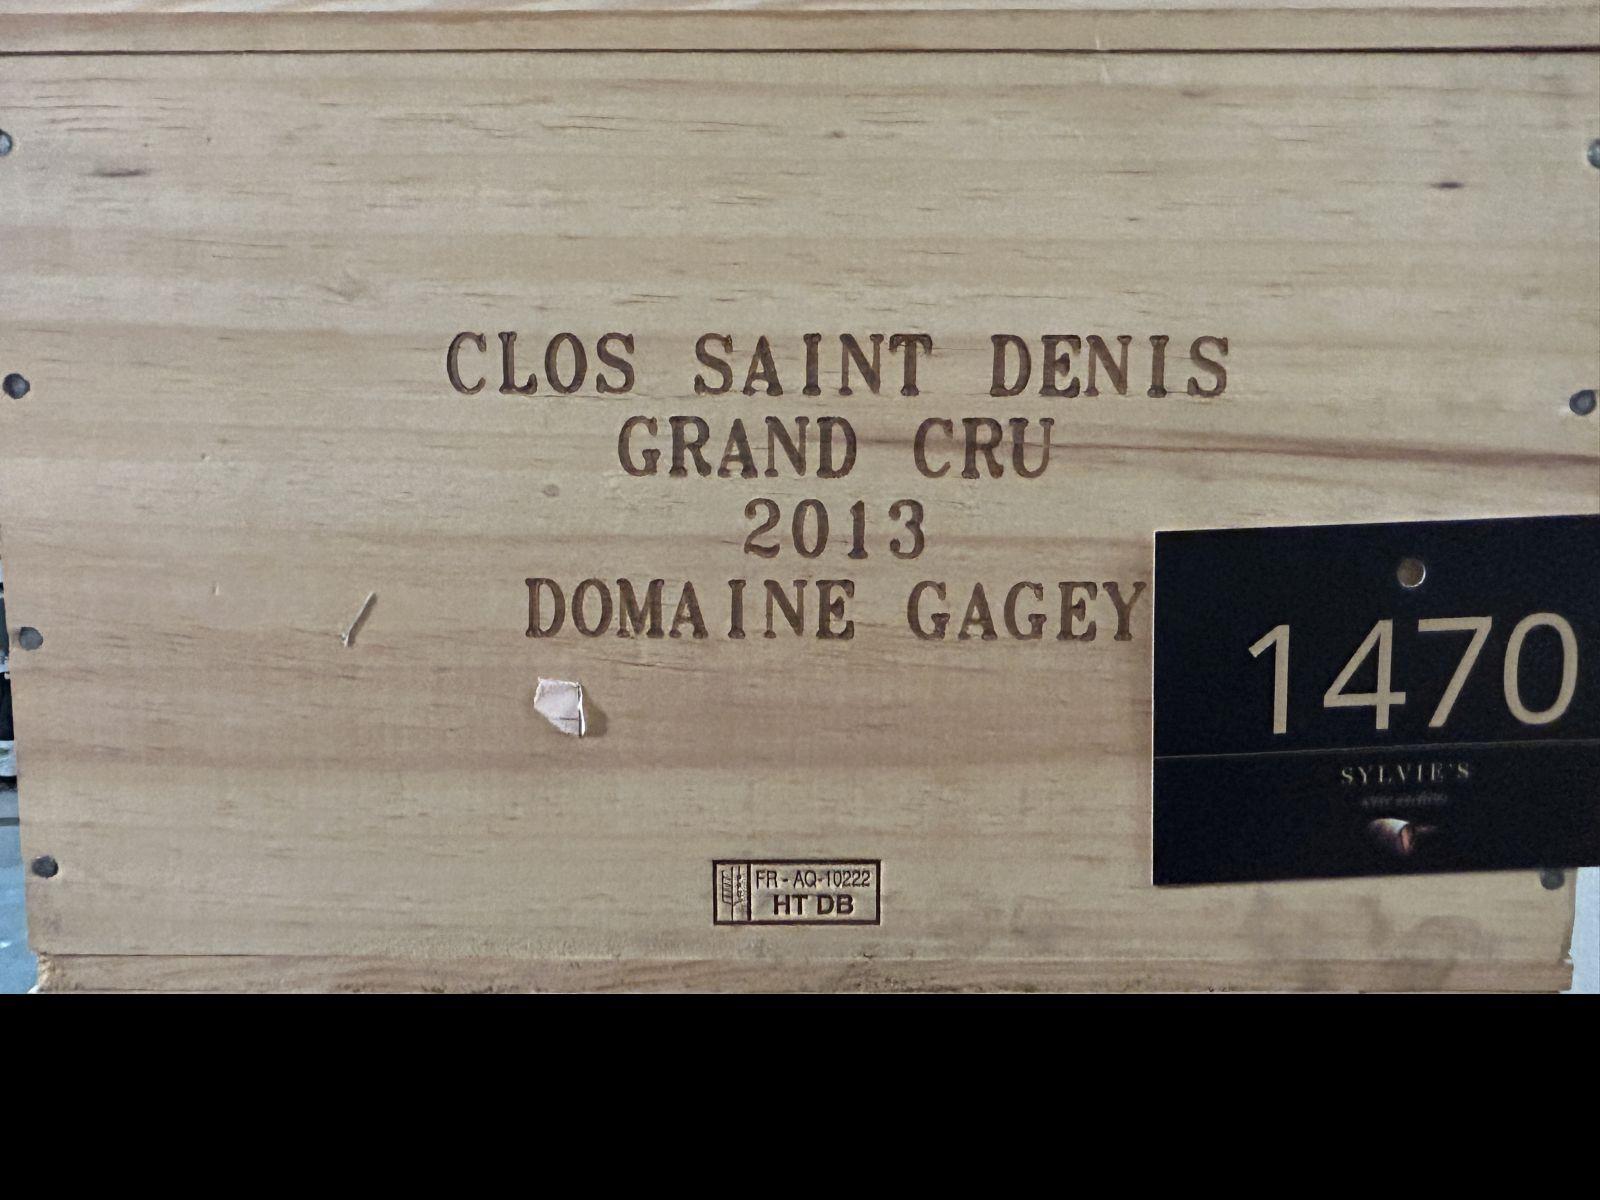 CLOS SAINT DENIS
GRAND CRU
2013
DOMAINE GAGEY
1470
SYLVIE'S
FR - AQ-10222
HT DB